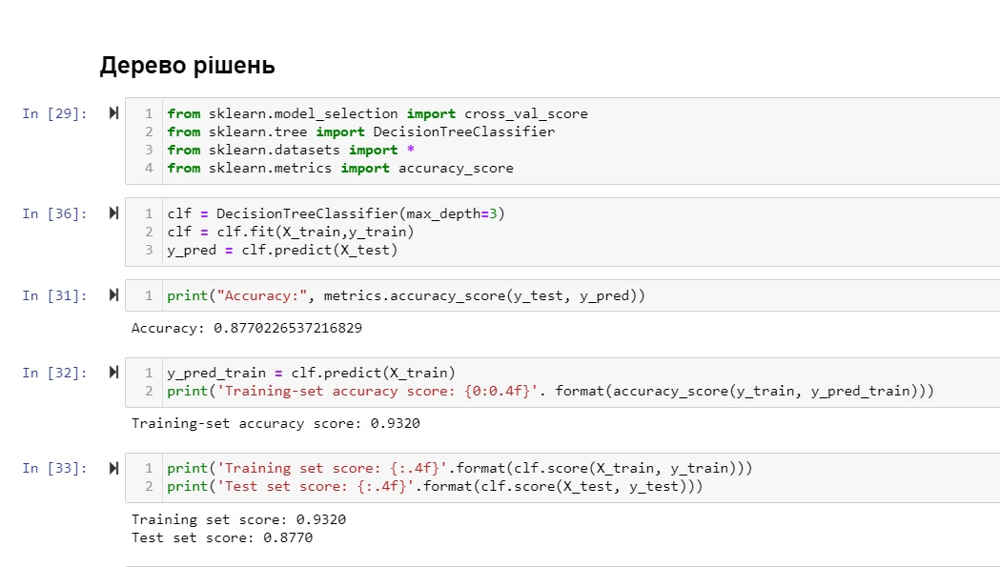 Дерево рішень
In [29]:
1 from sklearn.model_selection import cross_val_score
2 from sklearn.tree import DecisionTreeClassifier
3 from sklearn.datasets import *
4 from sklearn.metrics import accuracy_score
In [36]:
1 clf = DecisionTreeClassifier(max_depth=3)
2 clf = clf.fit(X_train,y_train)
3 y_pred = clf.predict(X_test)
In [31]:
1 print("Accuracy:", metrics.accuracy_score(y_test, y_pred))
Accuracy: 0.8770226537216829
In [32]:
1 y_pred_train = clf.predict(X_train)
2 print('Training-set accuracy score: {0:0.4f}'. format(accuracy_score(y_train, y_pred_train)))
Training-set accuracy score: 0.9320
In [33]:
1 print('Training set score: {:.4f}'.format(clf.score(X_train, y_train)))
2 print('Test set score: {:.4f}'.format(clf.score(X_test, y_test)))
Training set score: 0.9320
Test set score: 0.8770